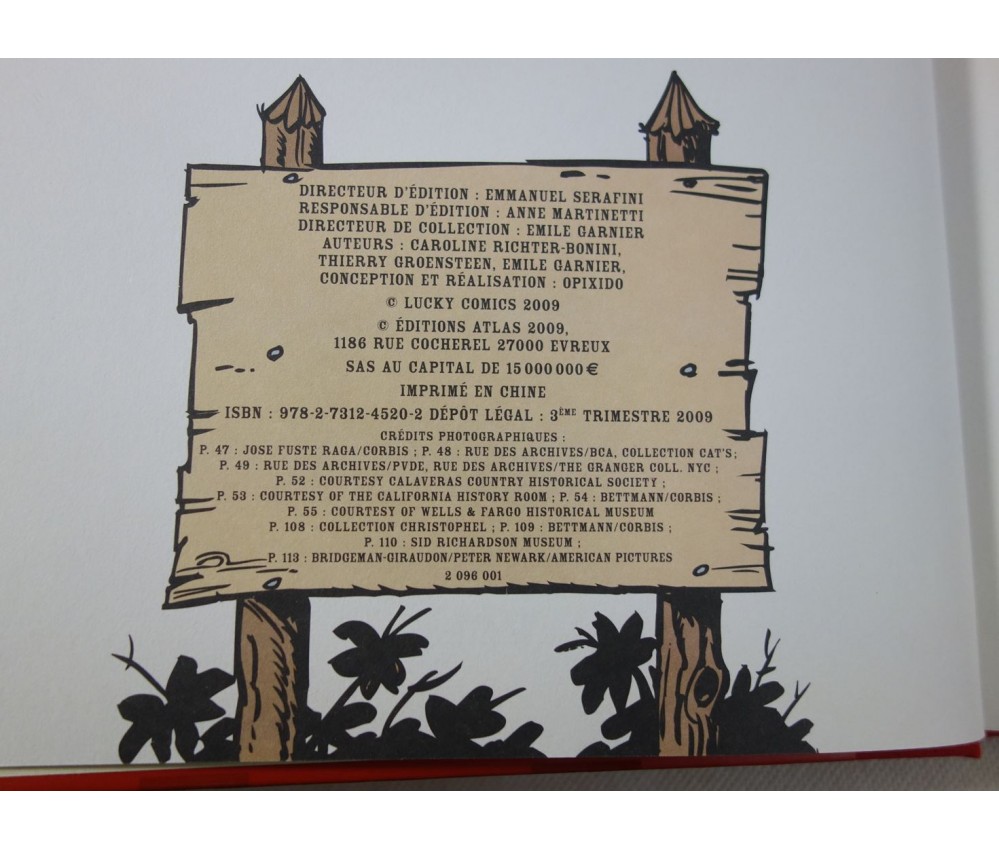 DIRECTEUR D'ÉDITION : EMMANUEL SERAFINI
RESPONSABLE D'ÉDITION : ANNE MARTINETTI
DIRECTEUR DE COLLECTION : EMILE GARNIER
AUTEURS : CAROLINE RICHTER-BONINI,
THIERRY GROENSTEEN, EMILE GARNIER,
CONCEPTION ET RÉALISATION : OPIXIDO
© LUCKY COMICS 2009
© ÉDITIONS ATLAS 2009,
1186 RUE COCHEREL 27000 EVREUX
SAS AU CAPITAL DE 15 000 000 €
IMPRIMÉ EN CHINE
ISBN : 978-2-7312-4520-2 DÉPÔT LÉGAL : 3ÈME TRIMESTRE 2009
CRÉDITS PHOTOGRAPHIQUES :
P. 47 : JOSE FUSTE RAGA/CORBIS ; P. 48 : RUE DES ARCHIVES/BCA, COLLECTION CAT'S ;
P. 49 : RUE DES ARCHIVES/PVDE, RUE DES ARCHIVES/THE GRANGER COLL. NYC ;
P. 52 : COURTESY CALAVERAS COUNTRY HISTORICAL SOCIETY ;
P. 53 : COURTESY OF THE CALIFORNIA HISTORY ROOM ; P. 54 : BETTMANN/CORBIS ;
P. 55 : COURTESY OF WELLS & FARGO HISTORICAL MUSEUM
P. 108 : COLLECTION CHRISTOPHEL ; P. 109 : BETTMANN/CORBIS ;
P. 110 : SID RICHARDSON MUSEUM ;
P. 113 : BRIDGEMAN-GIRAUDON/PETER NEWARK/AMERICAN PICTURES
2 096 001